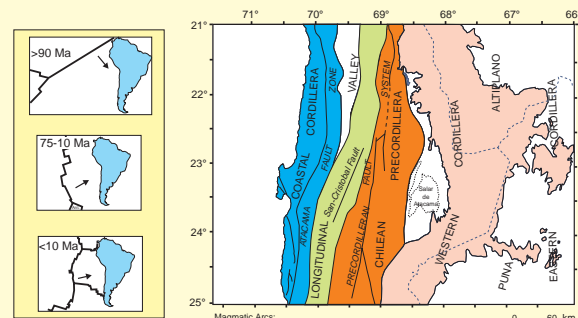 >90 Ma
75-10 Ma
<10 Ma
70° 69° 68° 67° 66
21°
22°
23°
24°
25°
COASTAL CORDILLERA
ATACAMA FAULT ZONE
LONGITUDINAL VALLEY
San-Cristobal Fault
PRECORDILLERAN FAULT SYSTEM
CHILEAN PRECORDILLERA
Salar
de
Atacama
WESTERN CORDILLERA
ALTIPLANO
PUNA
EASTERN CORDILLERA
Magmatic Arcs:
0 60 km